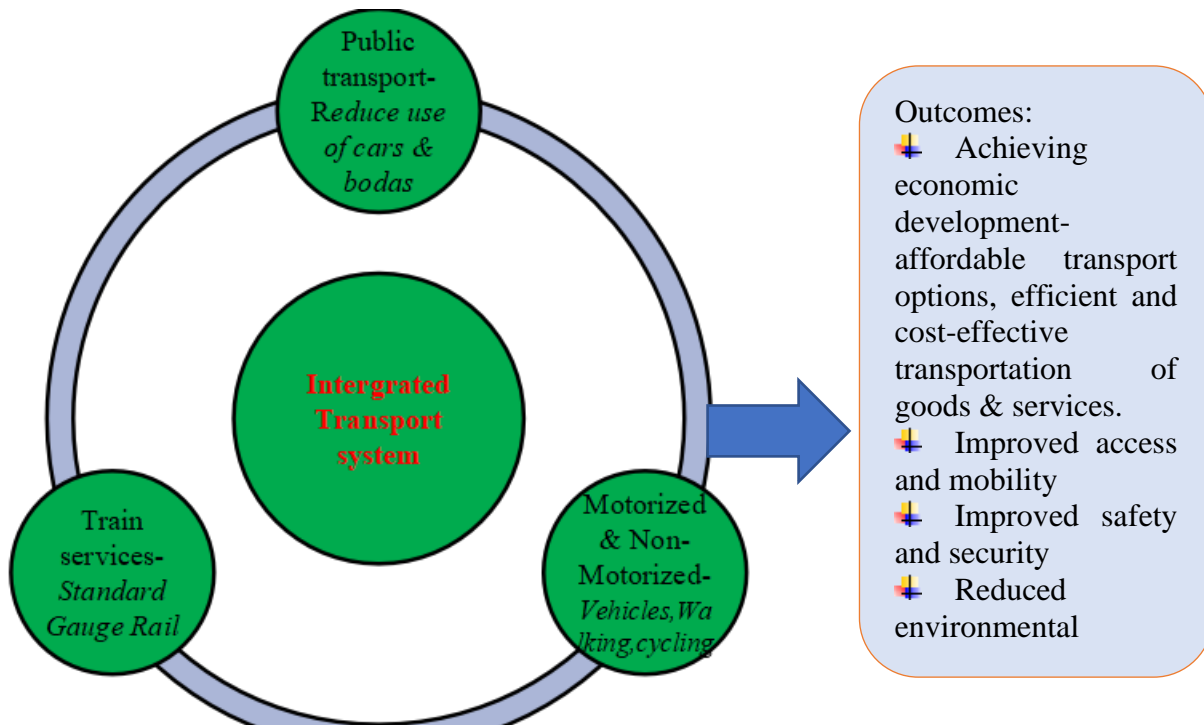 Public
transport-
Reduce use
of cars &
bodas
Intergrated
Transport
system
Train
services-
Standard
Gauge Rail
Motorized
& Non-
Motorized-
Vehicles,Wa
lking,cycling
Outcomes:
Achieving
economic
development-
affordable transport
options, efficient and
cost-effective
transportation of
goods & services.
Improved access
and mobility
Improved safety
and security
Reduced
environmental